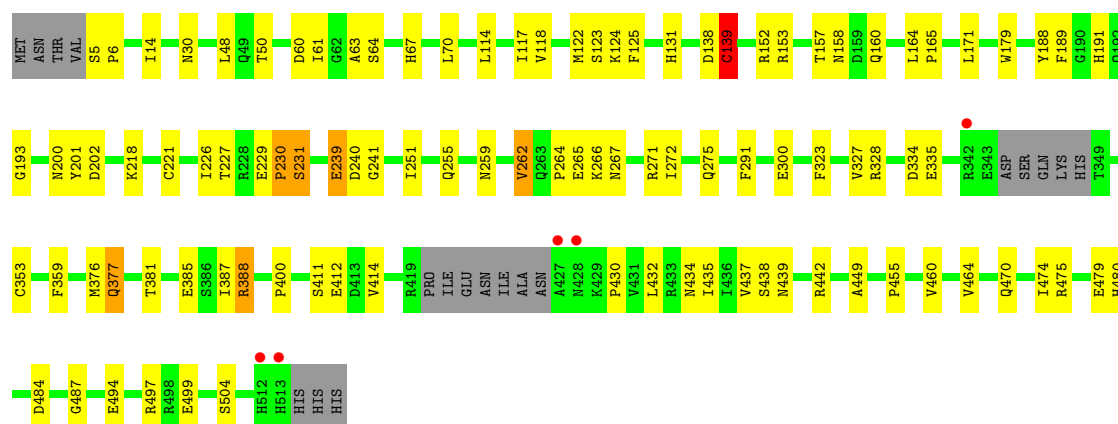 MET ASN THR VAL S5 P6 I14 N30 L48 Q49 T50 D60 I61 G62 A63 S64 H67 L70 L114 I117 V118 M122 S123 K124 F125 H131 D138 C139 R152 R153 T157 N158 D159 Q160 L164 P165 L171 W179 Y188 F189 G190 H191
G193 N200 Y201 D202 K218 C221 I226 T227 R228 E229 P230 S231 E239 D240 G241 I251 Q255 N259 V262 Q263 P264 E265 K266 N267 R271 I272 Q275 F291 E300 F323 V327 R328 D334 E335 R342 E343 ASP SER GLN LYS HIS T349
C353 F359 M376 Q377 T381 E385 S386 I387 R388 P400 S411 E412 D413 V414 R419 PRO ILE GLU ASN ILE ALA ASN A427 N428 K429 P430 V431 L432 R433 N434 I435 I436 V437 S438 N439 R442 A449 P455 V460 V464 Q470 I474 R475 E479
D484 G487 E494 R497 R498 E499 S504 H512 H513 HIS HIS HIS